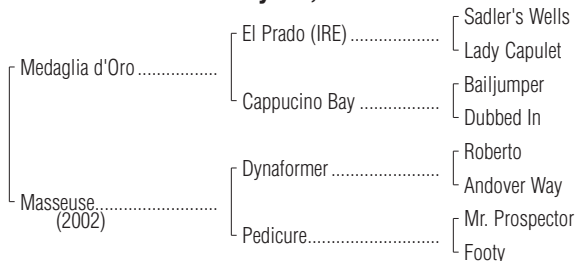 Sadler's Wells
El Prado (IRE)
Lady Capulet
Medaglia d'Oro
Bailjumper
Cappucino Bay
Dubbed In
Roberto
Dynaformer
Andover Way
Masseuse
(2002)
Mr. Prospector
Pedicure
Footy